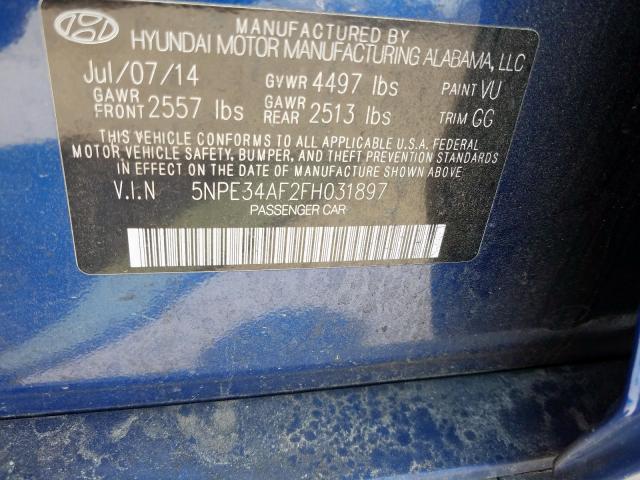 MANUFACTURED BY
HYUNDAI MOTOR MANUFACTURING ALABAMA, LLC
Jul/07/14 GVWR 4497 lbs PAINT VU
GAWR FRONT 2557 lbs GAWR REAR 2513 lbs TRIM GG
THIS VEHICLE CONFORMS TO ALL APPLICABLE U.S.A. FEDERAL
MOTOR VEHICLE SAFETY, BUMPER, AND THEFT PREVENTION STANDARDS
IN EFFECT ON THE DATE OF MANUFACTURE SHOWN ABOVE
V.I.N 5NPE34AF2FH031897
PASSENGER CAR